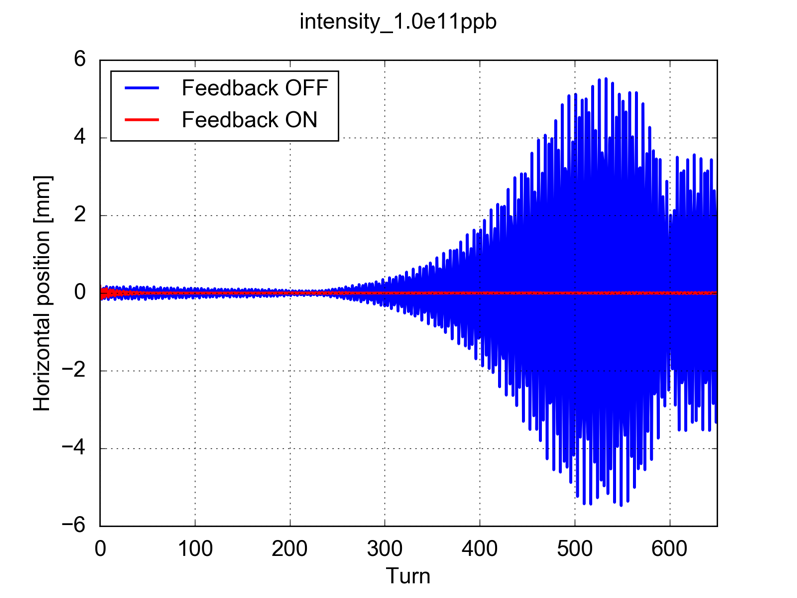 intensity_1.0e11ppb
Feedback OFF
Feedback ON
6
4
2
0
−2
−4
−6
Horizontal position [mm]
0 100 200 300 400 500 600
Turn